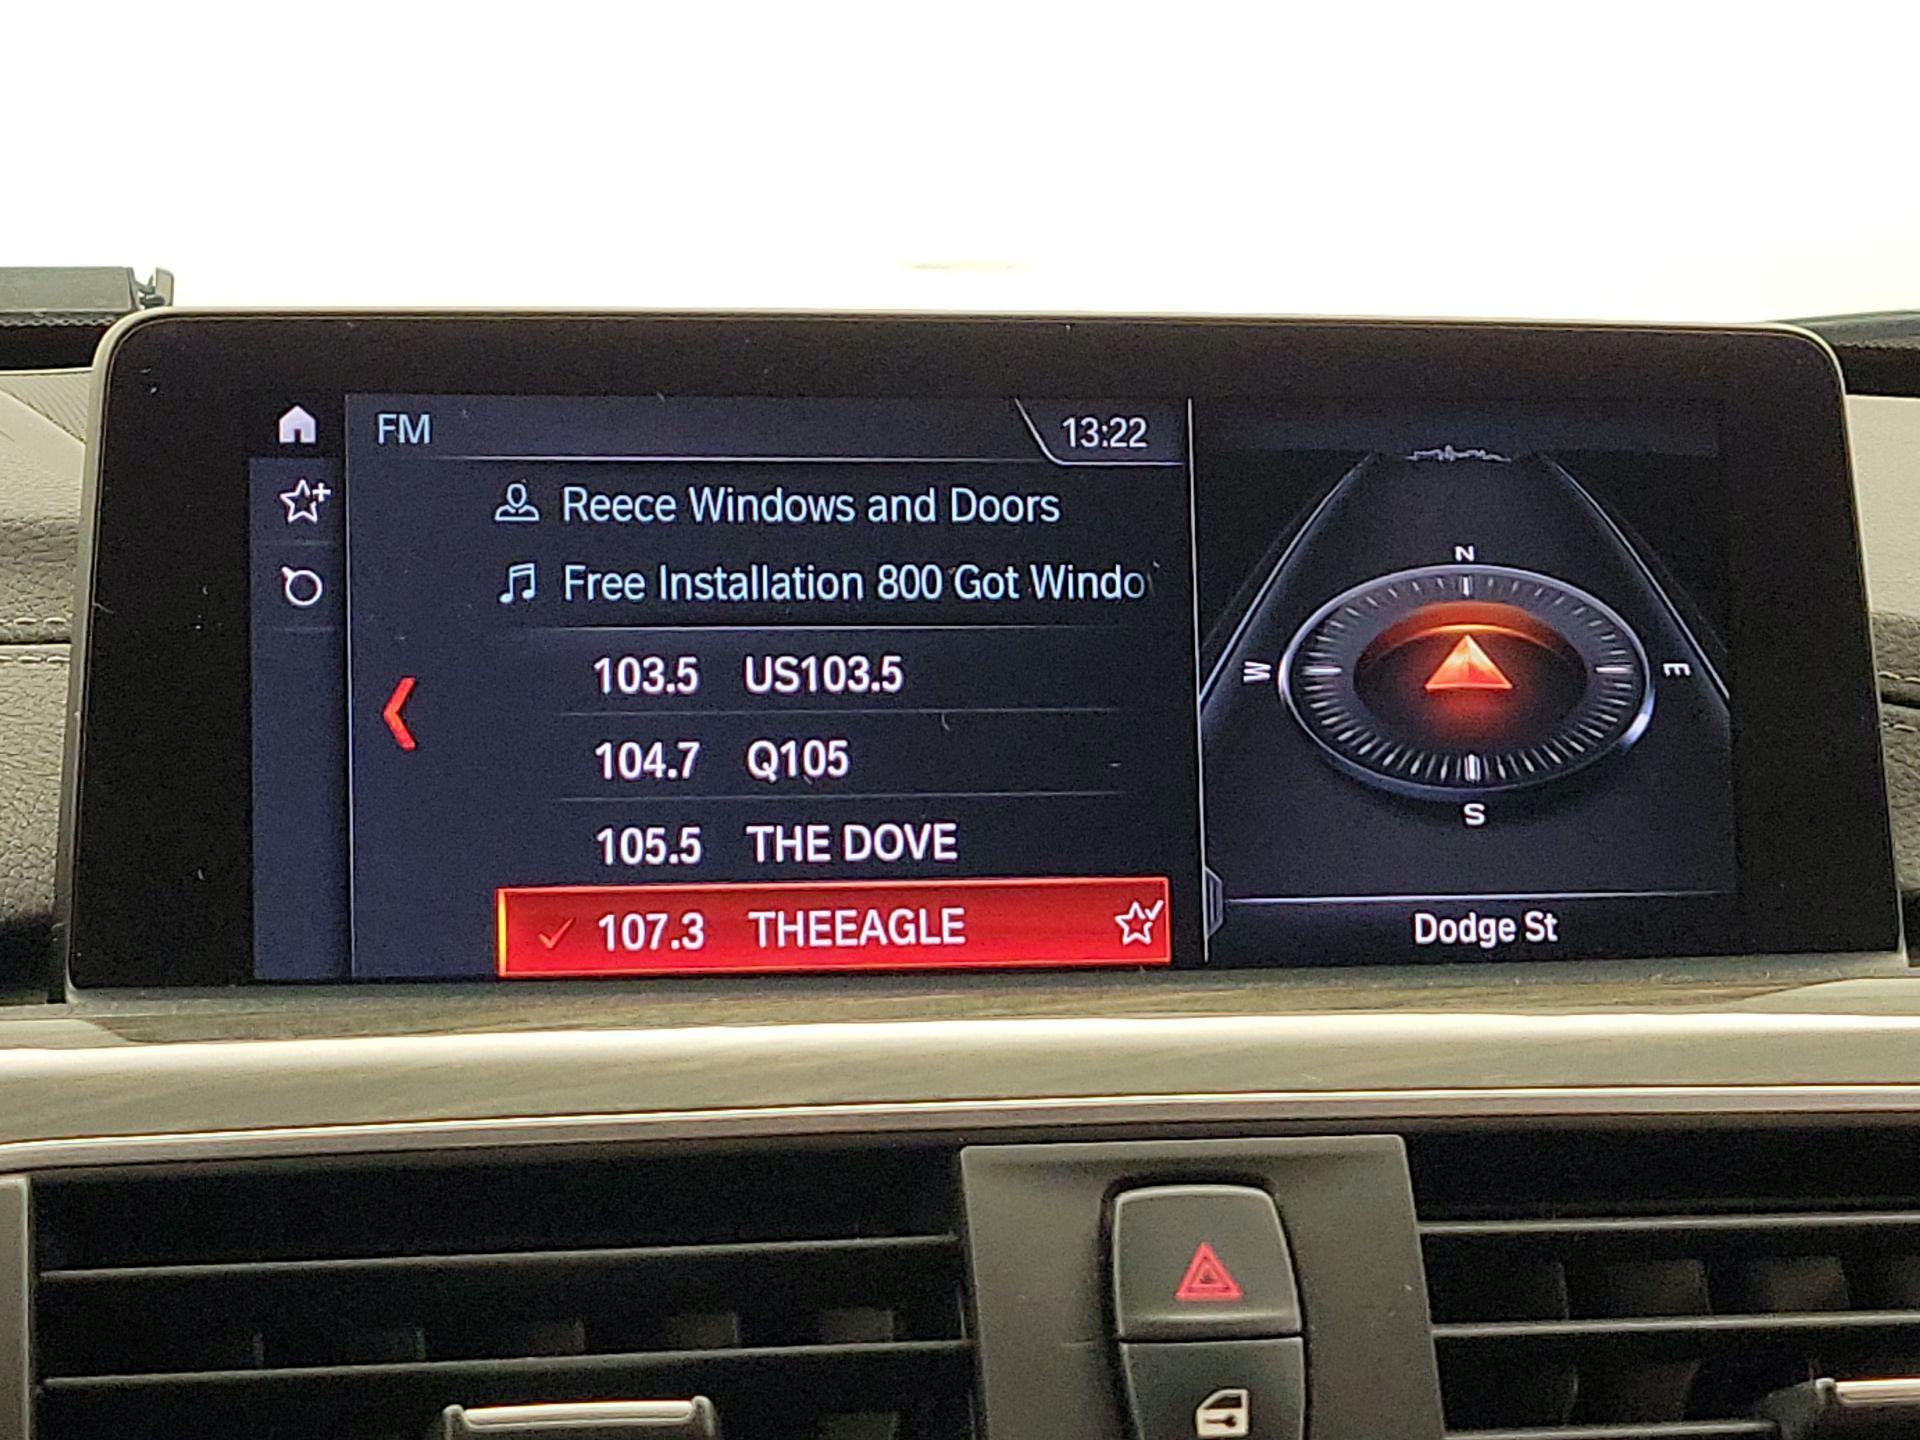 FM
13:22
Reece Windows and Doors
Free Installation 800 Got Windo
103.5 US103.5
104.7 Q105
105.5 THE DOVE
107.3 THEEAGLE
N
W
E
S
Dodge St